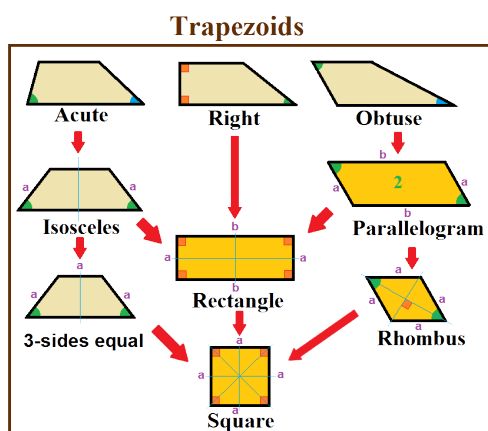 Trapezoids
Acute
Right
Obtuse
b
a
a
a
2
a
Isosceles
b
Parallelogram
b
a
a
a
a
a
a
b
Rectangle
a
a
a
3-sides equal
a
Rhombus
a
a
a
a
Square